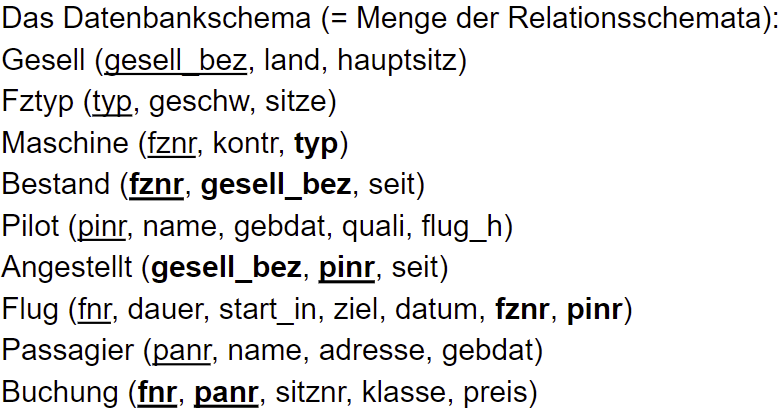 Das Datenbankschema (= Menge der Relationsschemata):
Gesell (gesell_bez, land, hauptsitz)
Fztyp (typ, geschw, sitze)
Maschine (fznr, kontr, typ)
Bestand (fznr, gesell_bez, seit)
Pilot (pinr, name, gebdat, quali, flug_h)
Angestellt (gesell_bez, pinr, seit)
Flug (fnr, dauer, start_in, ziel, datum, fznr, pinr)
Passagier (panr, name, adresse, gebdat)
Buchung (fnr, panr, sitznr, klasse, preis)